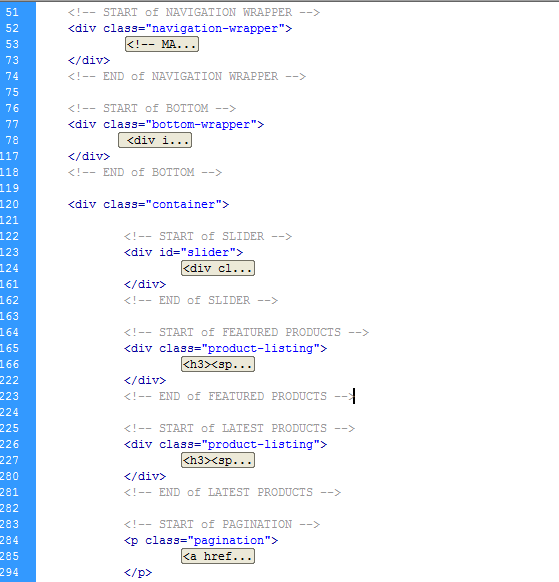 51 <!-- START of NAVIGATION WRAPPER -->
52 <div class="navigation-wrapper">
53 <!-- MA...
73 </div>
74 <!-- END of NAVIGATION WRAPPER -->
75
76 <!-- START of BOTTOM -->
77 <div class="bottom-wrapper">
78 <div i...
117 </div>
118 <!-- END of BOTTOM -->
119
120 <div class="container">
121
122 <!-- START of SLIDER -->
123 <div id="slider">
124 <div cl...
161 </div>
162 <!-- END of SLIDER -->
163
164 <!-- START of FEATURED PRODUCTS -->
165 <div class="product-listing">
166 <h3><sp...
222 </div>
223 <!-- END of FEATURED PRODUCTS -->
224
225 <!-- START of LATEST PRODUCTS -->
226 <div class="product-listing">
227 <h3><sp...
280 </div>
281 <!-- END of LATEST PRODUCTS -->
282
283 <!-- START of PAGINATION -->
284 <p class="pagination">
285 <a href...
294 </p>